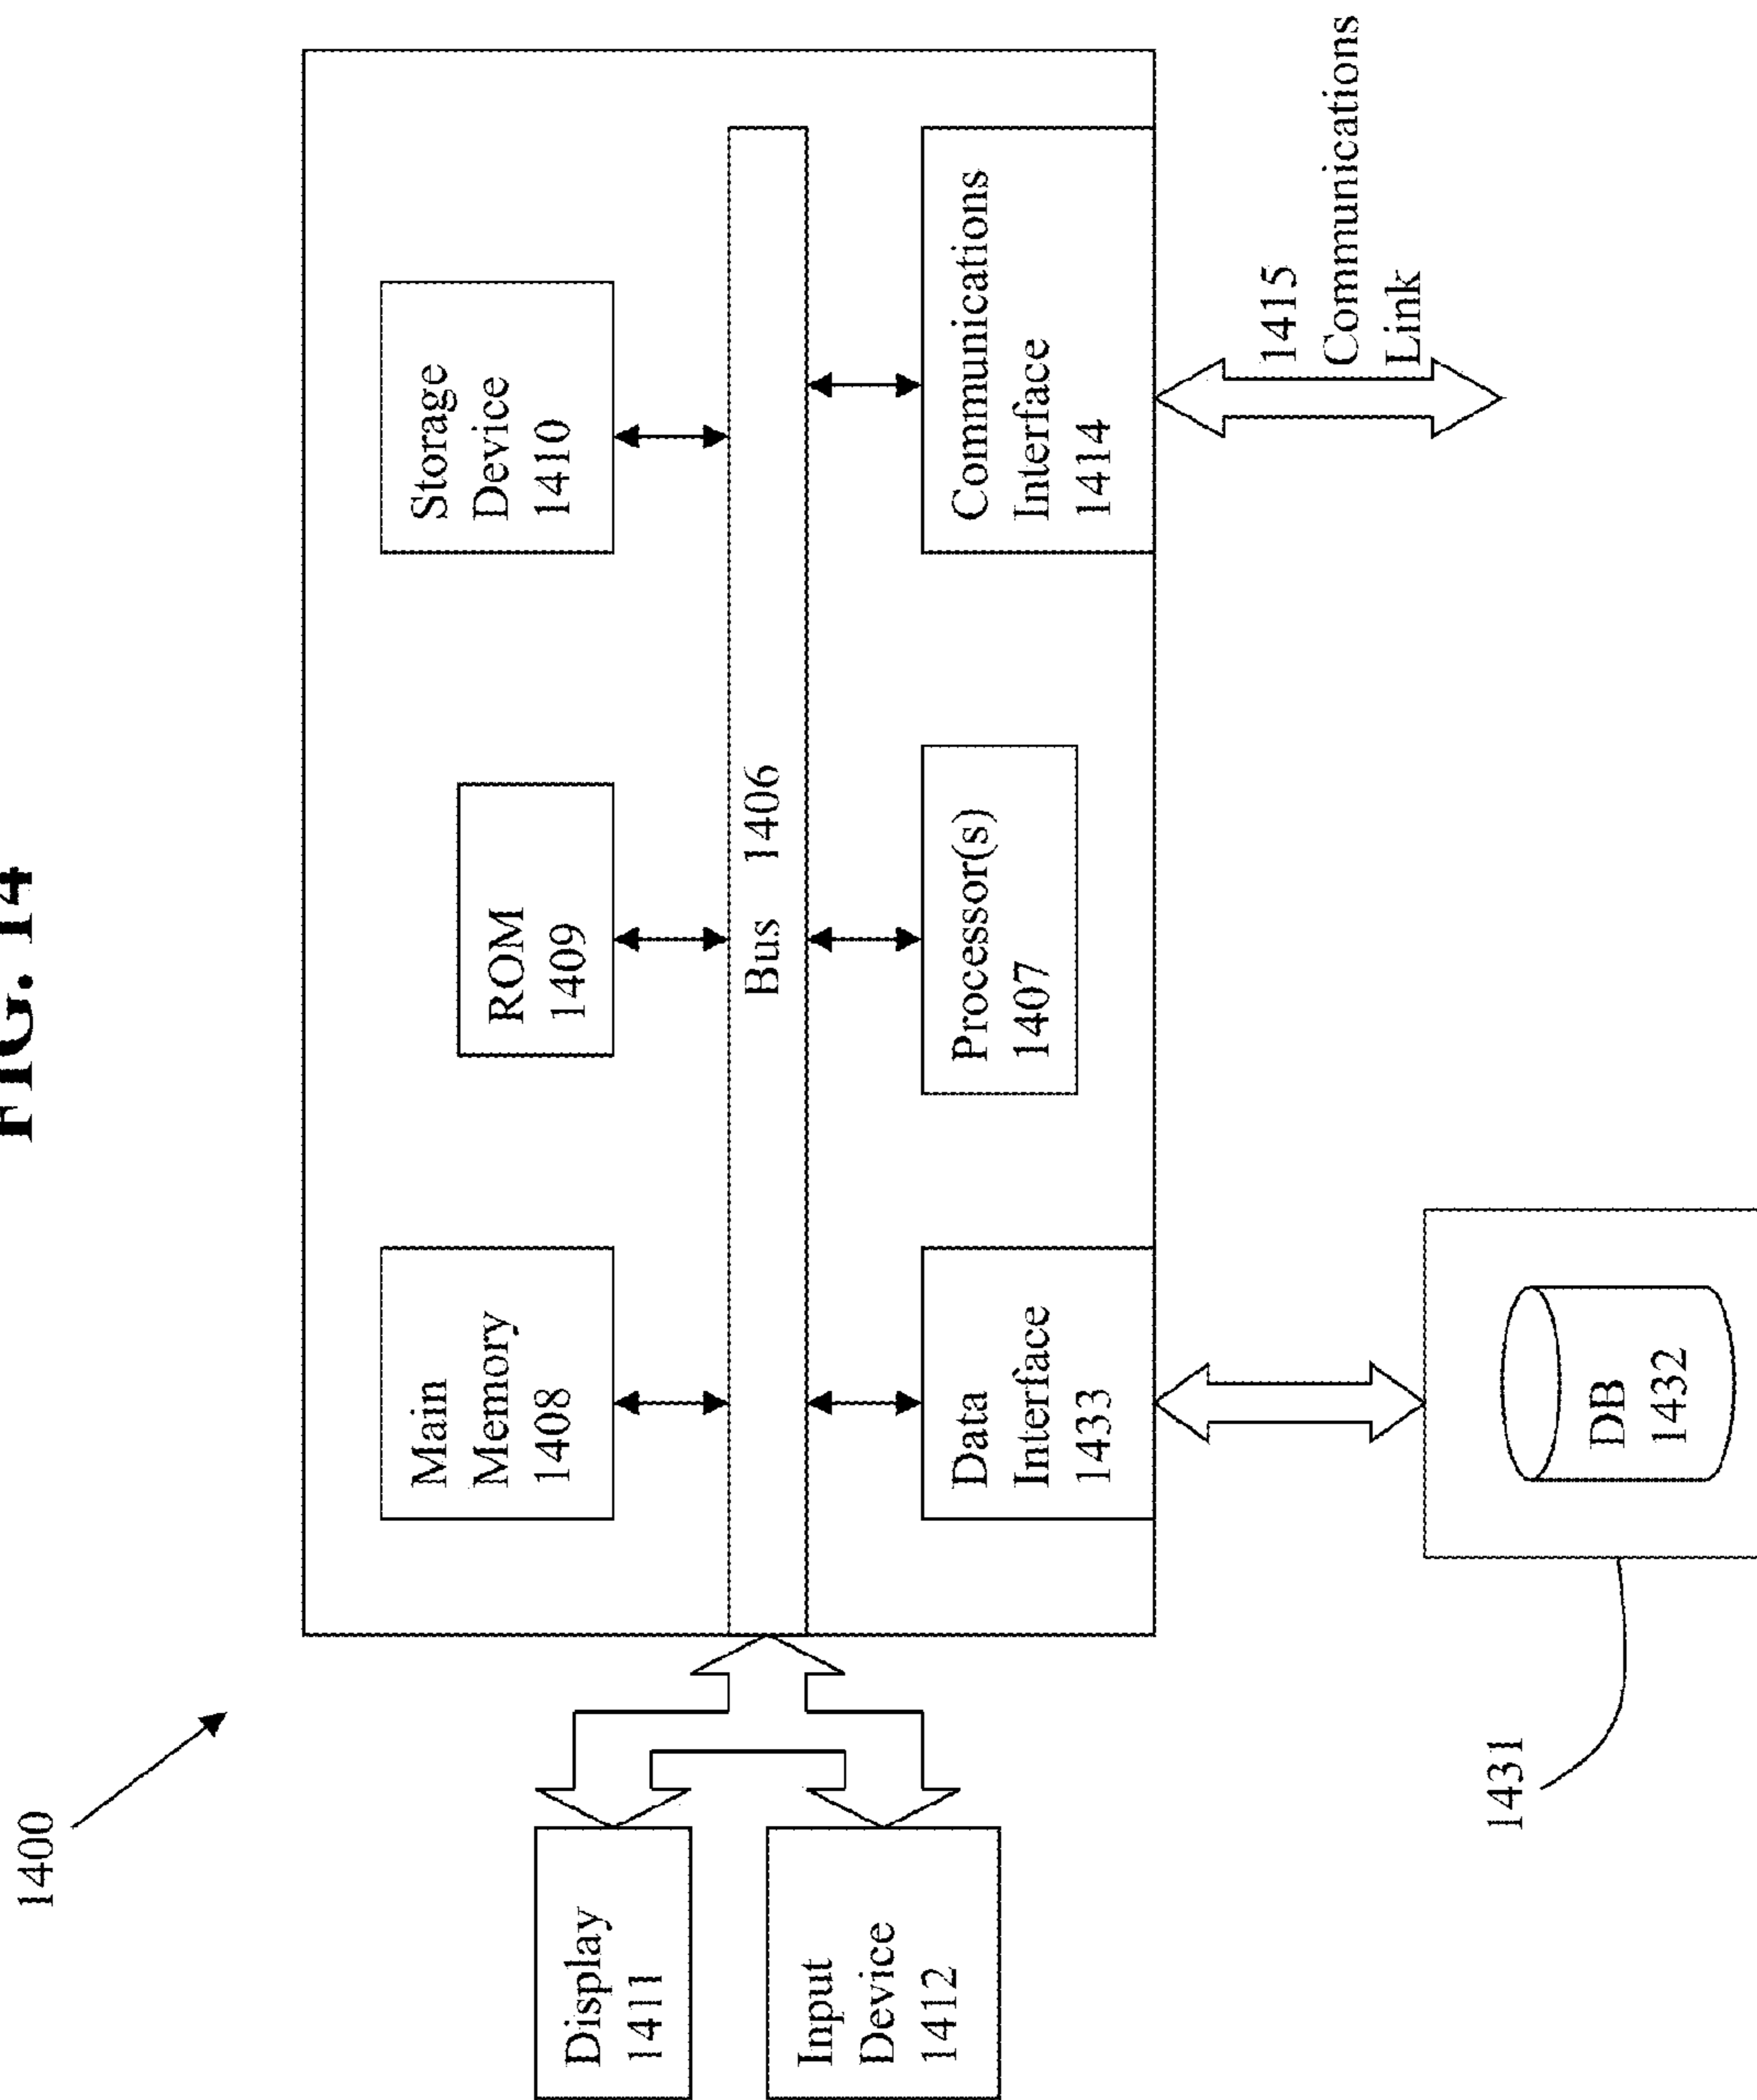 FIG. 14
1400
Main
Memory
1408
ROM
1409
Storage
Device
1410
Display
1411
Bus 1406
Input
Device
1412
Data
Interface
1433
Processor(s)
1407
Communications
Interface
1414
1415
Communications
Link
1431
DB
1432